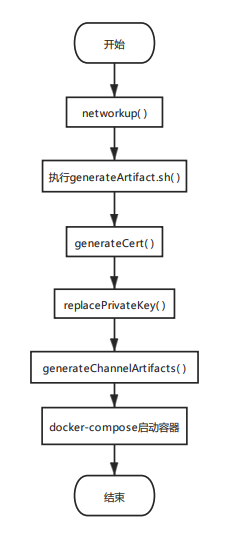 开始
networkup( )
执行generateArtifact.sh( )
generateCert( )
replacePrivateKey( )
generateChannelArtifacts( )
docker-compose启动容器
结束